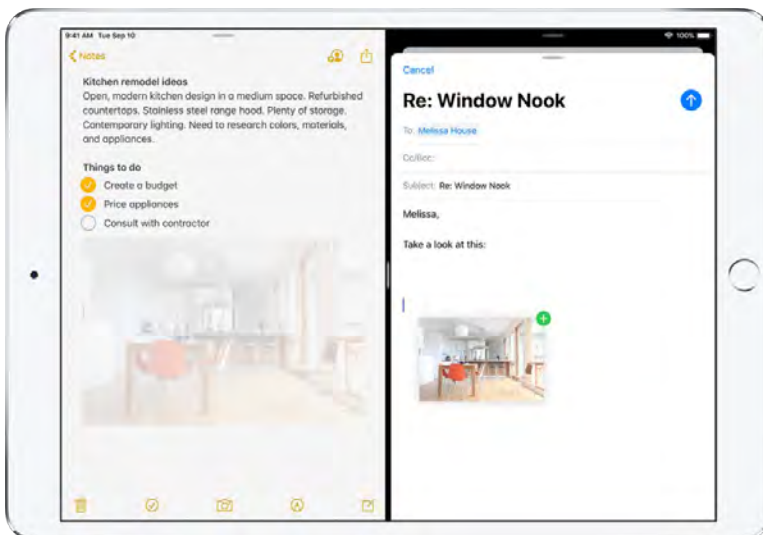 9:41 AM Tue Sep 10
100%
Notes
Kitchen remodel ideas
Open, modern kitchen design in a medium space. Refurbished
countertops. Stainless steel range hood. Plenty of storage.
Contemporary lighting. Need to research colors, materials,
and appliances.
Things to do
Create a budget
Price appliances
Consult with contractor
Cancel
Re: Window Nook
To: Melissa House
Cc/Bcc:
Subject: Re: Window Nook
Melissa,
Take a look at this: